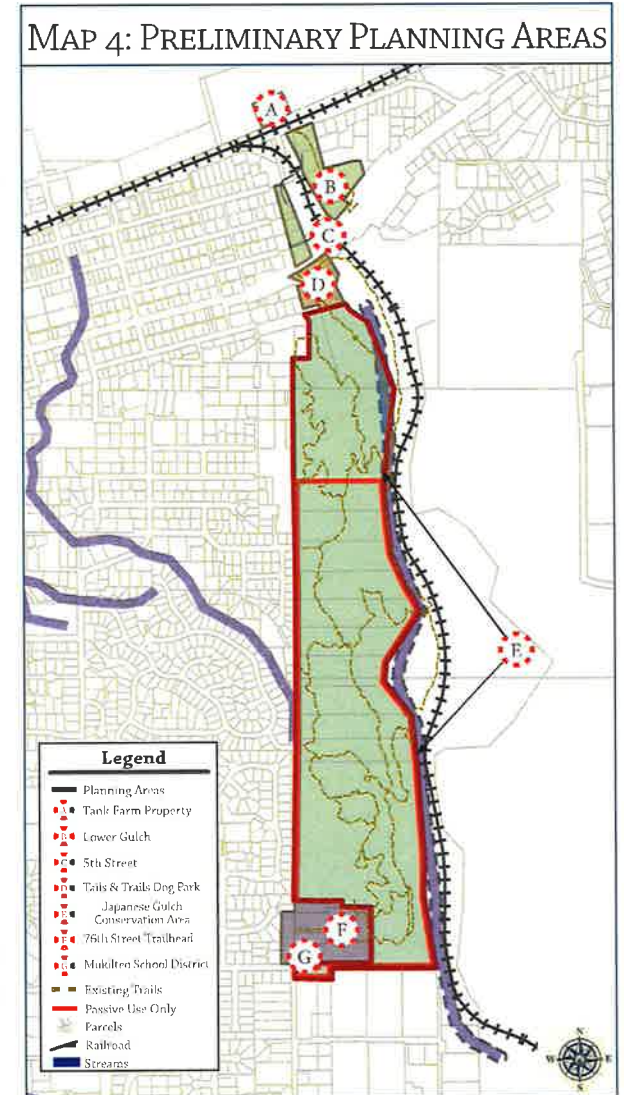 MAP 4: PRELIMINARY PLANNING AREAS
A
B
C
D
E
F
G
Legend
Planning Areas
A Tank Farm Property
B Lower Gulch
C 5th Street
D Tails & Trails Dog Park
E Japanese Gulch
Conservation Area
F 76th Street Trailhead
G Mukilteo School District
Existing Trails
Passive Use Only
Parcels
Railroad
Streams
N
W E
S